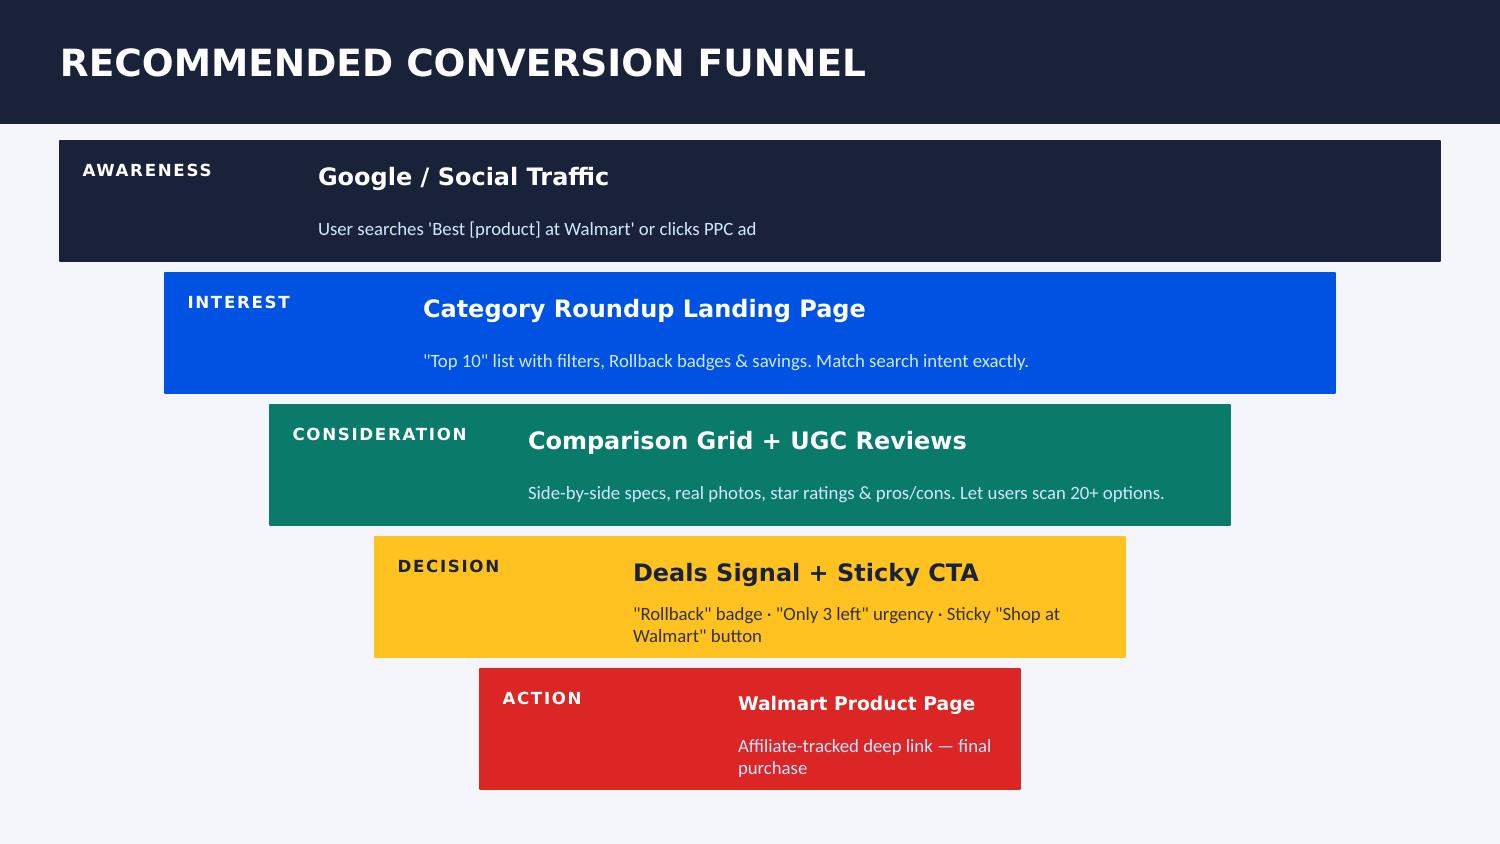 RECOMMENDED CONVERSION FUNNEL
AWARENESS
Google / Social Traffic
User searches 'Best [product] at Walmart' or clicks PPC ad
INTEREST
Category Roundup Landing Page
"Top 10" list with filters, Rollback badges & savings. Match search intent exactly.
CONSIDERATION
Comparison Grid + UGC Reviews
Side-by-side specs, real photos, star ratings & pros/cons. Let users scan 20+ options.
DECISION
Deals Signal + Sticky CTA
"Rollback" badge · "Only 3 left" urgency · Sticky "Shop at
Walmart" button
ACTION
Walmart Product Page
Affiliate-tracked deep link — final
purchase